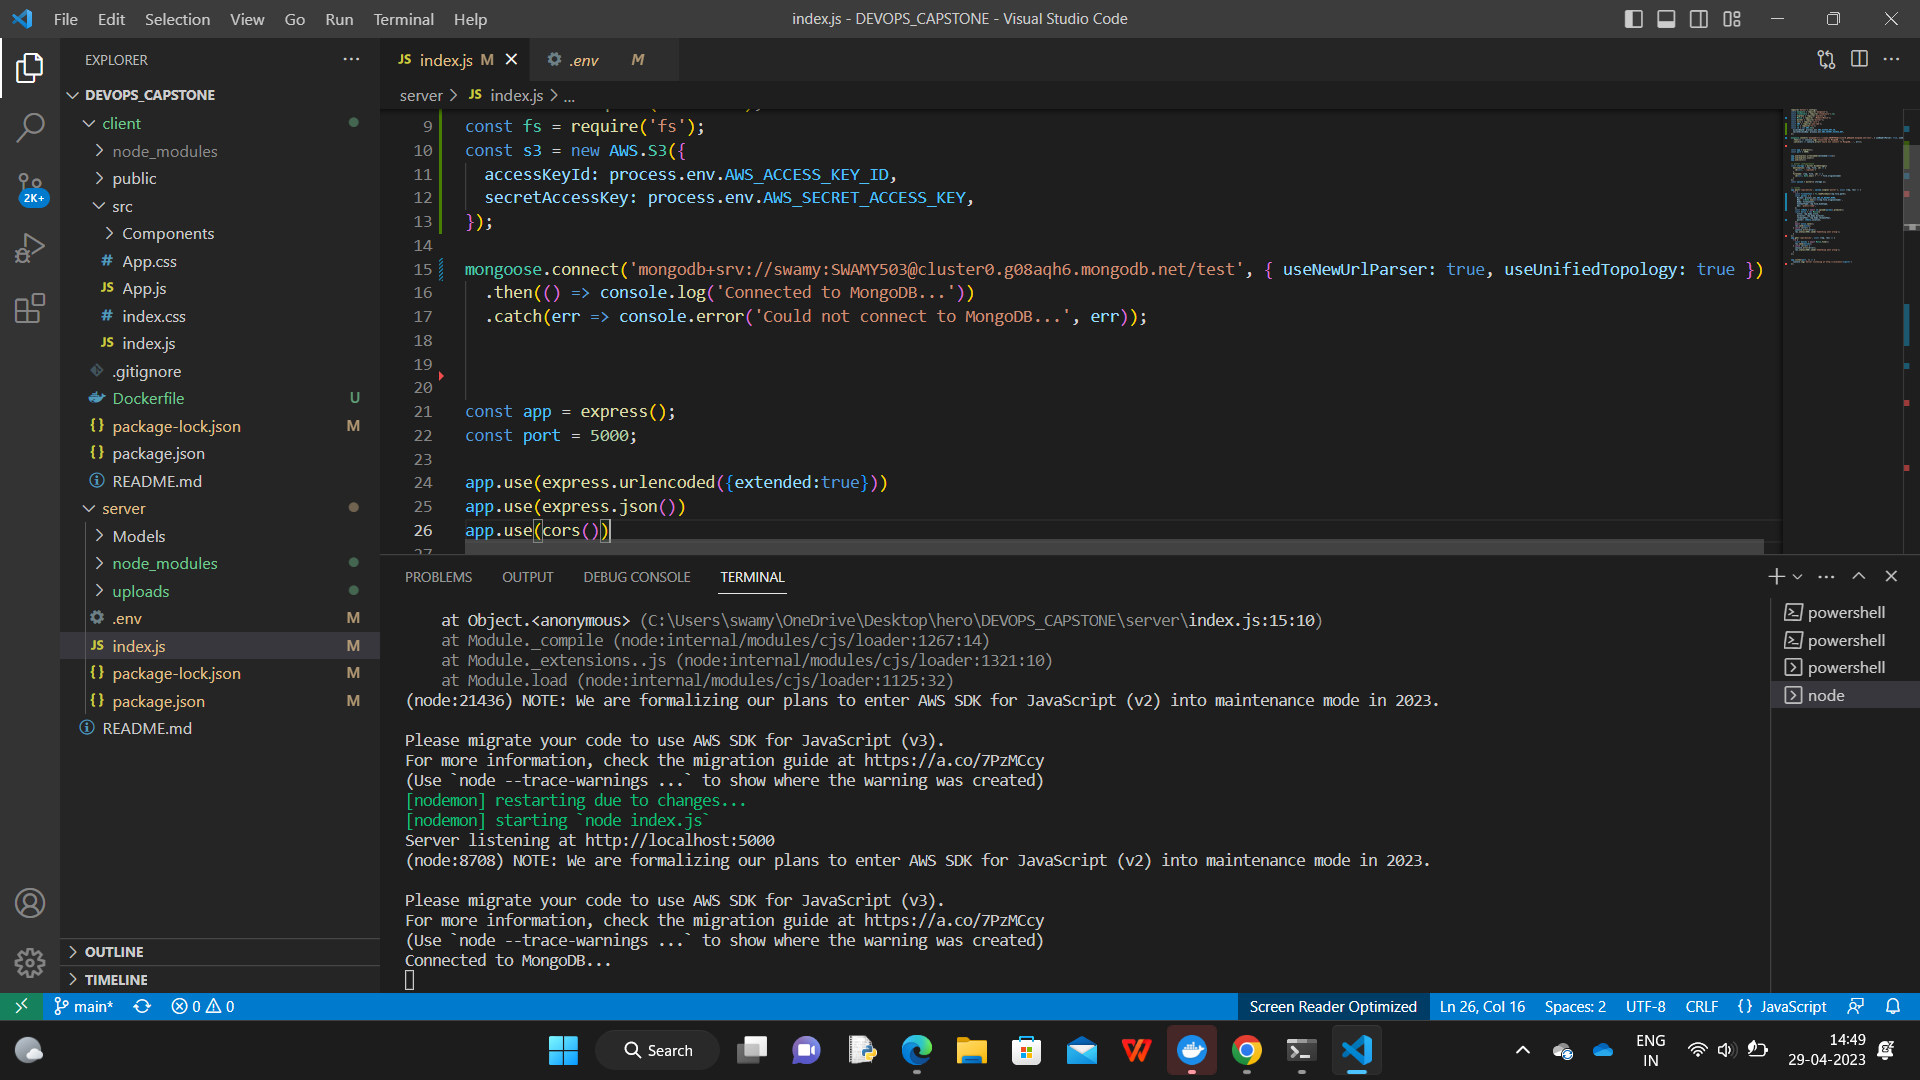 File Edit Selection View Go Run Terminal Help
index.js - DEVOPS_CAPSTONE - Visual Studio Code
EXPLORER
DEVOPS_CAPSTONE
client
node_modules
public
src
Components
# App.css
JS App.js
# index.css
JS index.js
.gitignore
Dockerfile U
{} package-lock.json M
{} package.json
README.md
server
Models
node_modules
uploads
.env M
JS index.js M
{} package-lock.json M
{} package.json M
README.md
OUTLINE
TIMELINE
2K+
JS index.js M
.env M
server > JS index.js > ...
9 const fs = require('fs');
10 const s3 = new AWS.S3({
11 accessKeyId: process.env.AWS_ACCESS_KEY_ID,
12 secretAccessKey: process.env.AWS_SECRET_ACCESS_KEY,
13 });
14
15 mongoose.connect('mongodb+srv://swamy:SWAMY503@cluster0.g08aqh6.mongodb.net/test', { useNewUrlParser: true, useUnifiedTopology: true })
16 .then(() => console.log('Connected to MongoDB...'))
17 .catch(err => console.error('Could not connect to MongoDB...', err));
18
19
20
21 const app = express();
22 const port = 5000;
23
24 app.use(express.urlencoded({extended:true}))
25 app.use(express.json())
26 app.use(cors())
27
PROBLEMS OUTPUT DEBUG CONSOLE TERMINAL
at Object.<anonymous> (C:\Users\swamy\OneDrive\Desktop\hero\DEVOPS_CAPSTONE\server\index.js:15:10)
at Module._compile (node:internal/modules/cjs/loader:1267:14)
at Module._extensions..js (node:internal/modules/cjs/loader:1321:10)
at Module.load (node:internal/modules/cjs/loader:1125:32)
(node:21436) NOTE: We are formalizing our plans to enter AWS SDK for JavaScript (v2) into maintenance mode in 2023.
Please migrate your code to use AWS SDK for JavaScript (v3).
For more information, check the migration guide at https://a.co/7PzMCcy
(Use `node --trace-warnings ...` to show where the warning was created)
[nodemon] restarting due to changes...
[nodemon] starting `node index.js`
Server listening at http://localhost:5000
(node:8708) NOTE: We are formalizing our plans to enter AWS SDK for JavaScript (v2) into maintenance mode in 2023.
Please migrate your code to use AWS SDK for JavaScript (v3).
For more information, check the migration guide at https://a.co/7PzMCcy
(Use `node --trace-warnings ...` to show where the warning was created)
Connected to MongoDB...
powershell
powershell
powershell
node
main* 0 0
Screen Reader Optimized Ln 26, Col 16 Spaces: 2 UTF-8 CRLF {} JavaScript
Search
ENG
IN
14:49
29-04-2023